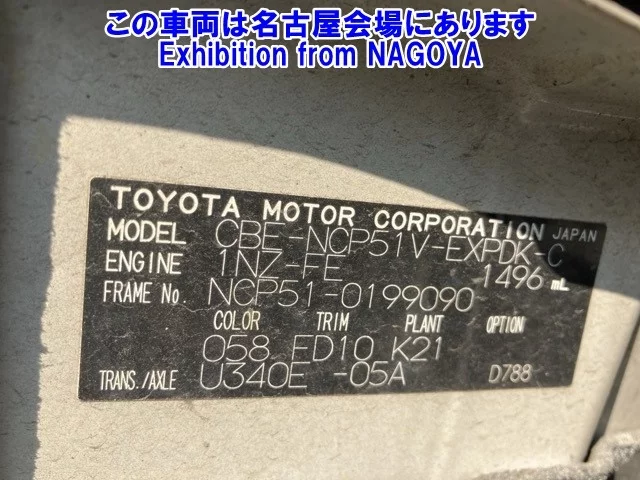 この車両は名古屋会場にあります
Exhibition from NAGOYA
TOYOTA MOTOR CORPORATION JAPAN
MODEL CBE-NCP51V-EXPDK-C
ENGINE 1NZ-FE 1496 mL
FRAME No. NCP51-0199090
COLOR TRIM PLANT OPTION
058 ED10 K21
TRANS./AXLE U340E -05A D788